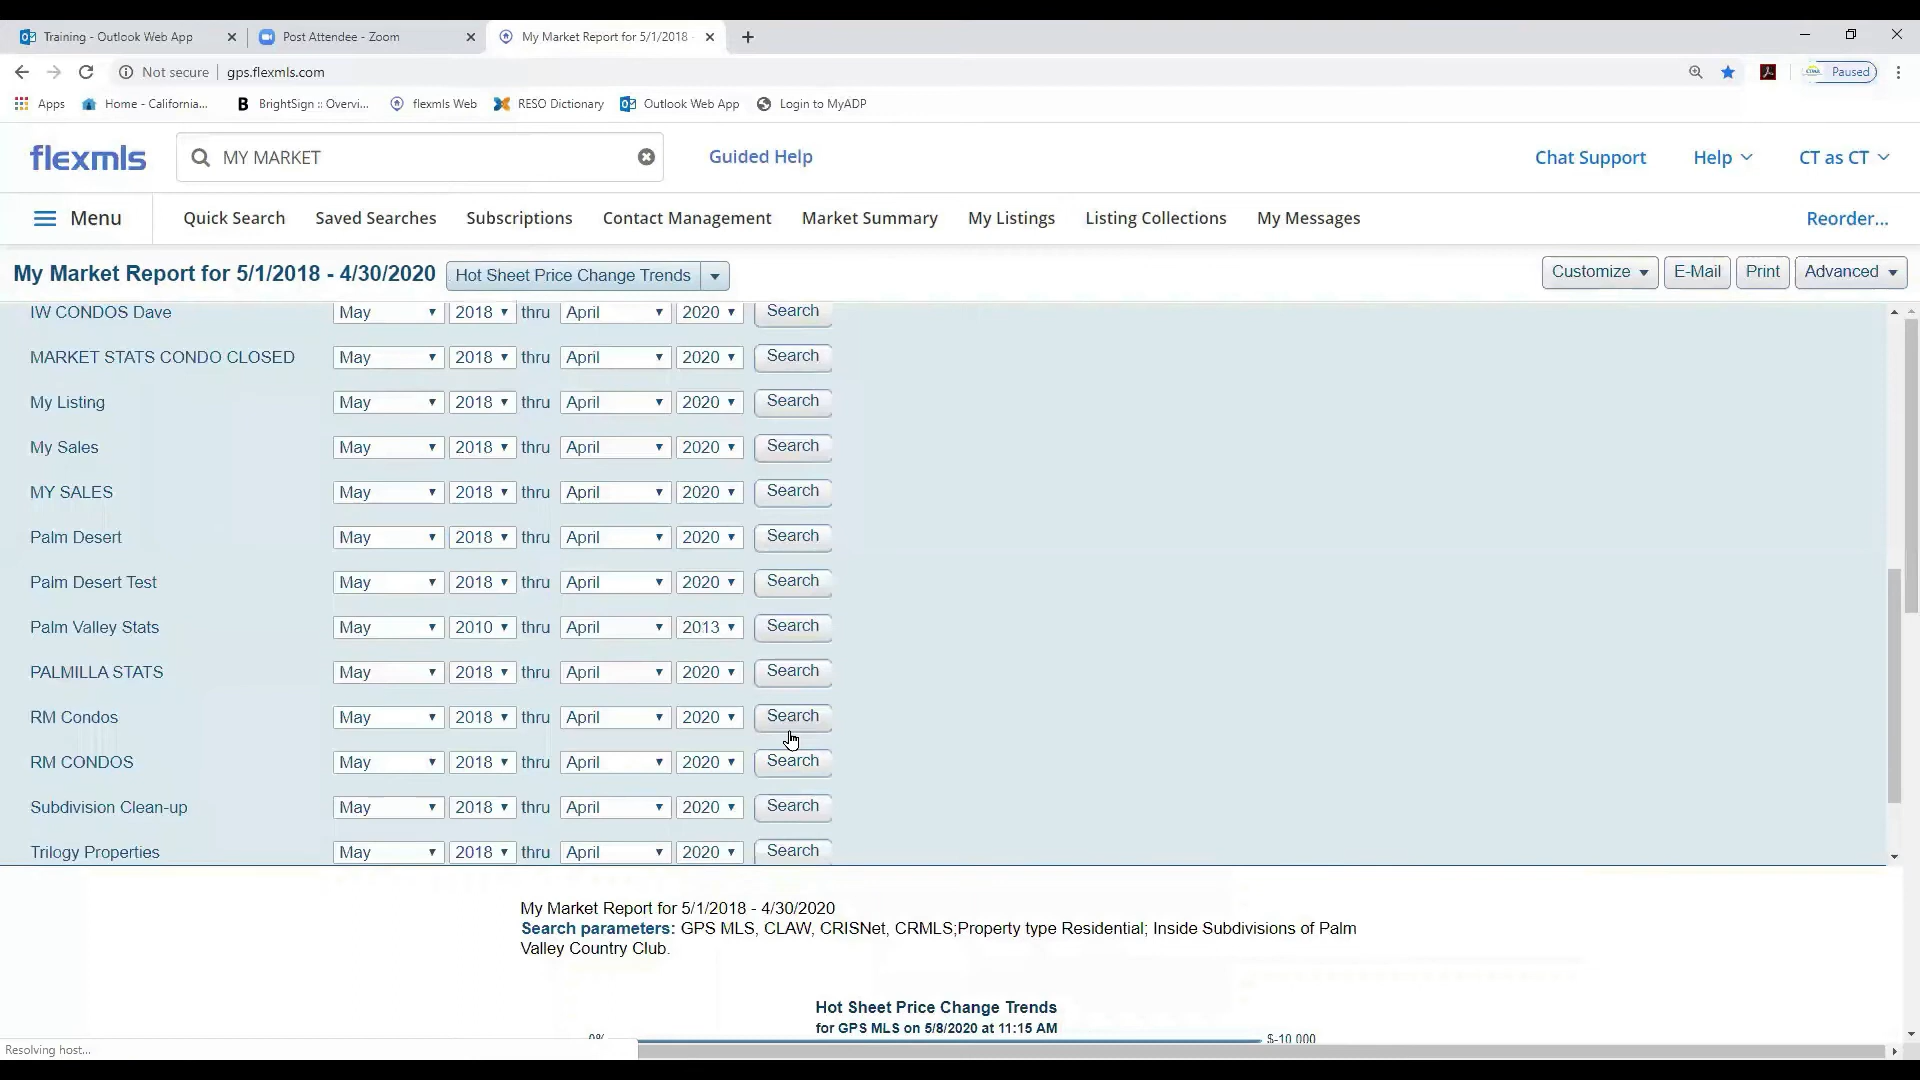 Training - Outlook Web App
Post Attendee - Zoom
My Market Report for 5/1/2018 -
Not secure | gps.flexmls.com
Paused
Apps
Home - California...
BrightSign :: Overvi...
flexmls Web
RESO Dictionary
Outlook Web App
Login to MyADP
flexmls
MY MARKET
Guided Help
Chat Support
Help
CT as CT
Menu
Quick Search
Saved Searches
Subscriptions
Contact Management
Market Summary
My Listings
Listing Collections
My Messages
Reorder...
My Market Report for 5/1/2018 - 4/30/2020
Hot Sheet Price Change Trends
Customize
E-Mail
Print
Advanced
IW CONDOS Dave May 2018 thru April 2020 Search
MARKET STATS CONDO CLOSED May 2018 thru April 2020 Search
My Listing May 2018 thru April 2020 Search
My Sales May 2018 thru April 2020 Search
MY SALES May 2018 thru April 2020 Search
Palm Desert May 2018 thru April 2020 Search
Palm Desert Test May 2018 thru April 2020 Search
Palm Valley Stats May 2010 thru April 2013 Search
PALMILLA STATS May 2018 thru April 2020 Search
RM Condos May 2018 thru April 2020 Search
RM CONDOS May 2018 thru April 2020 Search
Subdivision Clean-up May 2018 thru April 2020 Search
Trilogy Properties May 2018 thru April 2020 Search
My Market Report for 5/1/2018 - 4/30/2020
Search parameters: GPS MLS, CLAW, CRISNet, CRMLS;Property type Residential; Inside Subdivisions of Palm
Valley Country Club.
Hot Sheet Price Change Trends
for GPS MLS on 5/8/2020 at 11:15 AM
0%
$-10,000
Resolving host...